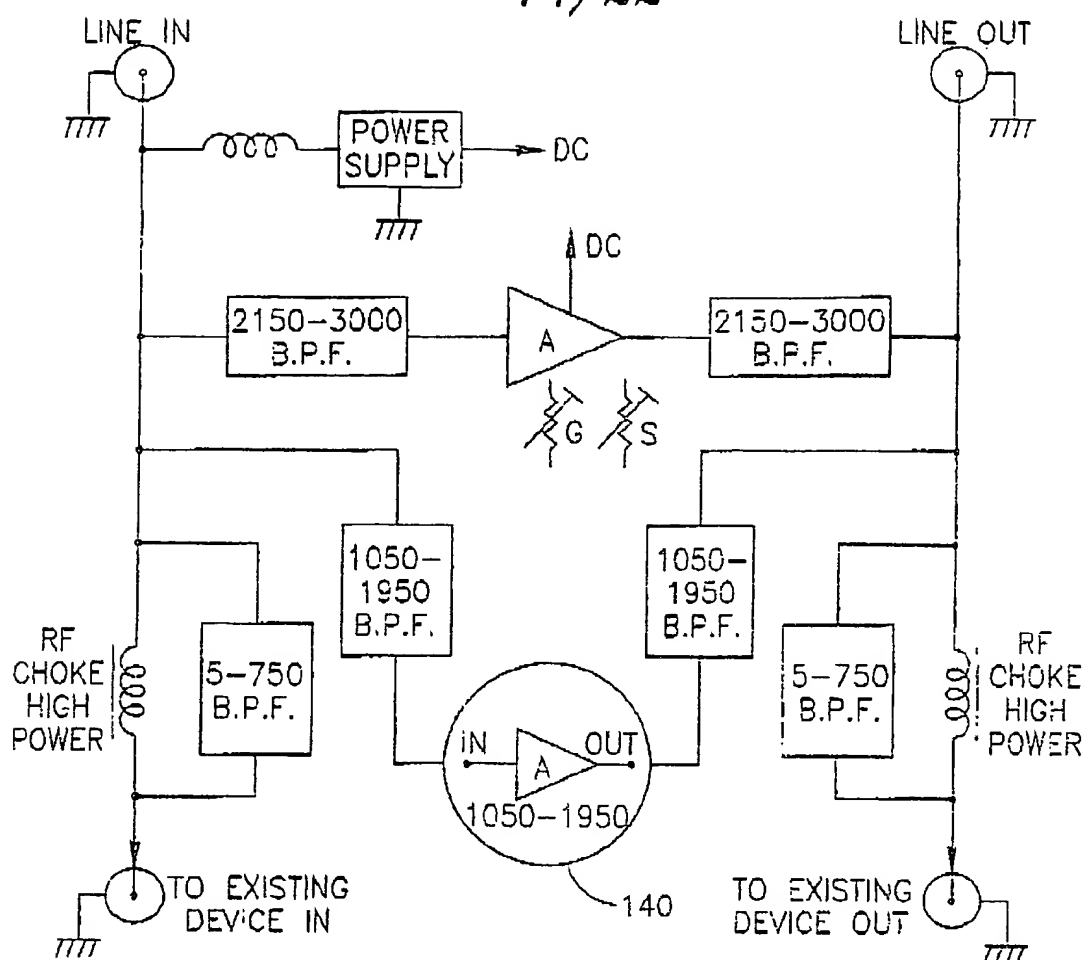 LINE IN
LINE OUT
POWER
SUPPLY
DC
DC
2150-3000
B.P.F.
A
2150-3000
B.P.F.
G
S
1050-
1950
B.P.F.
1050-
1950
B.P.F.
RF
CHOKE
HIGH
POWER
5-750
B.P.F.
5-750
B.P.F.
RF
CHOKE
HIGH
POWER
IN
OUT
A
1050-1950
TO EXISTING
DEVICE IN
140
TO EXISTING
DEVICE OUT